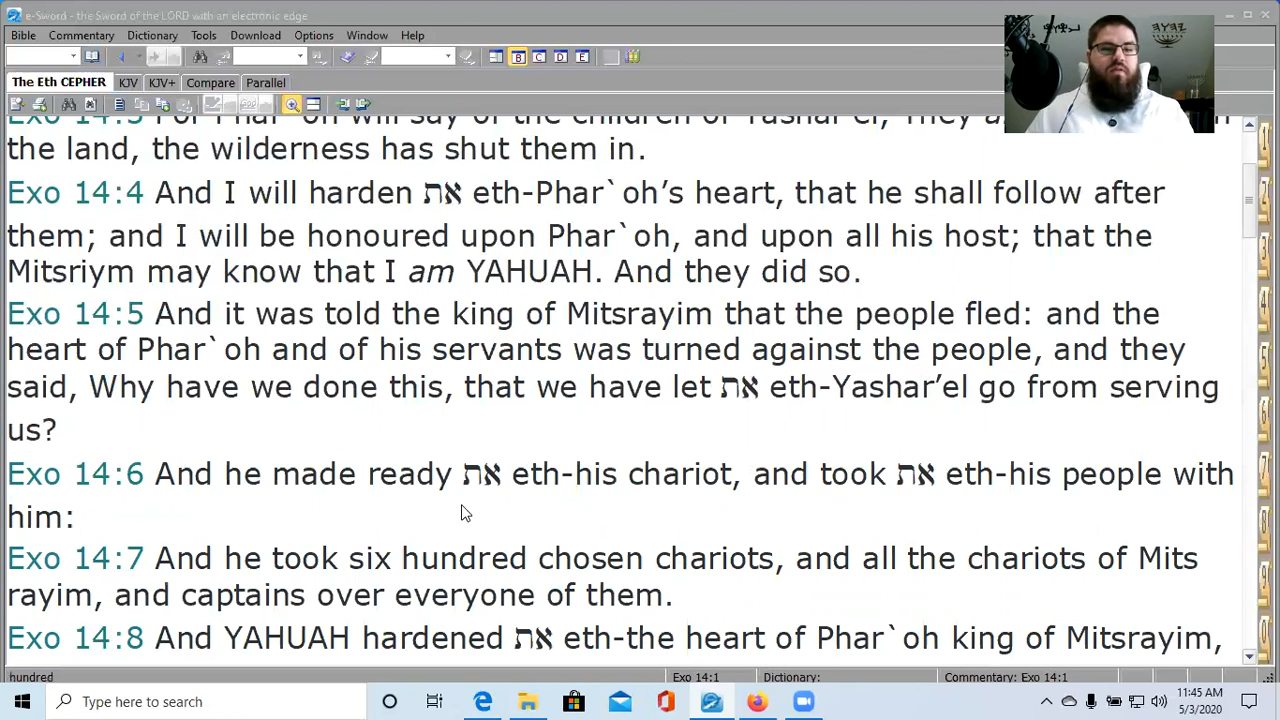 e-Sword - the Sword of the LORD with an electronic edge
Bible Commentary Dictionary Tools Download Options Window Help
B C D E
The Eth CEPHER KJV KJV+ Compare Parallel
the land, the wilderness has shut them in.
Exo 14:4 And I will harden את eth-Phar`oh’s heart, that he shall follow after
them; and I will be honoured upon Phar`oh, and upon all his host; that the
Mitsriym may know that I am YAHUAH. And they did so.
Exo 14:5 And it was told the king of Mitsrayim that the people fled: and the
heart of Phar`oh and of his servants was turned against the people, and they
said, Why have we done this, that we have let את eth-Yashar’el go from serving
us?
Exo 14:6 And he made ready את eth-his chariot, and took את eth-his people with
him:
Exo 14:7 And he took six hundred chosen chariots, and all the chariots of Mits
rayim, and captains over everyone of them.
Exo 14:8 And YAHUAH hardened את eth-the heart of Phar`oh king of Mitsrayim,
hundred Exo 14:1 Dictionary: Commentary: Exo 14:1
Type here to search
11:45 AM
5/3/2020